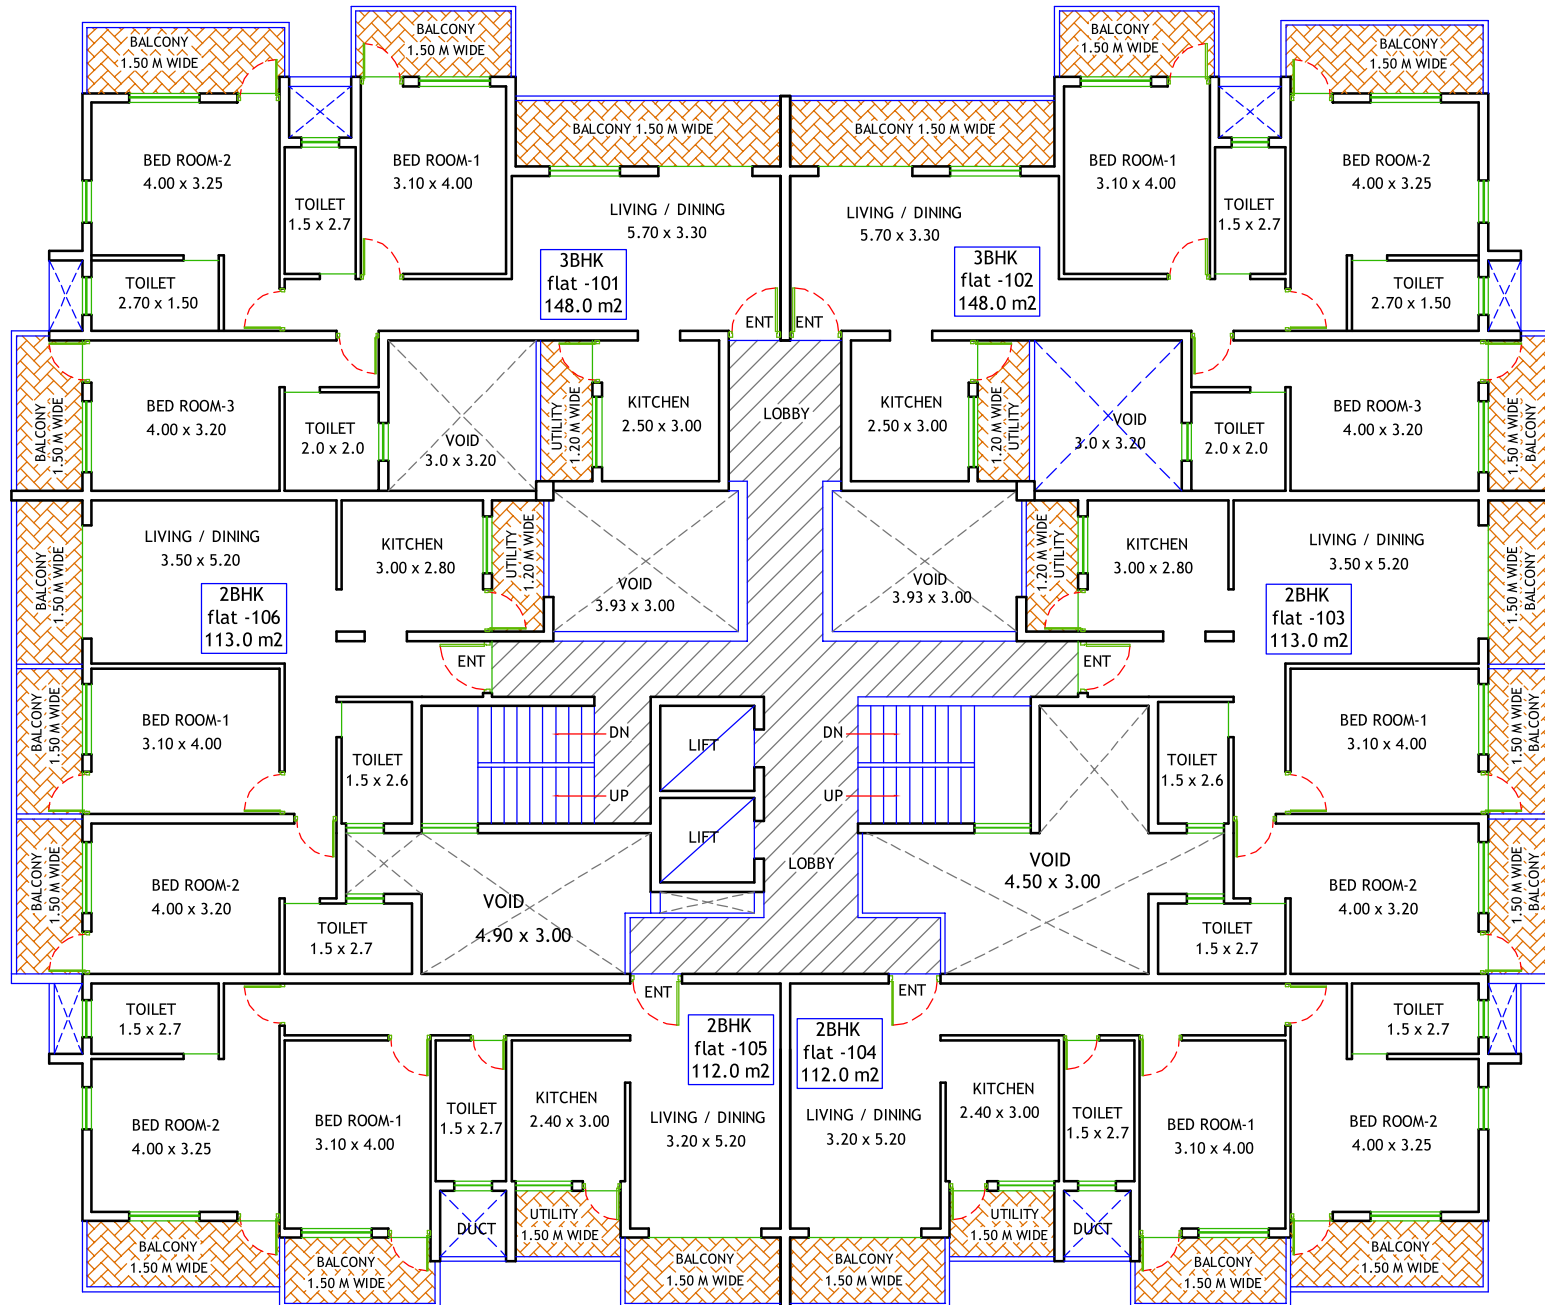 BALCONY
1.50 M WIDE
BALCONY
1.50 M WIDE
BALCONY
1.50 M WIDE
BALCONY
1.50 M WIDE
BALCONY 1.50 M WIDE
BALCONY 1.50 M WIDE
BED ROOM-2
4.00 x 3.25
BED ROOM-1
3.10 x 4.00
TOILET
1.5 x 2.7
LIVING / DINING
5.70 x 3.30
LIVING / DINING
5.70 x 3.30
BED ROOM-1
3.10 x 4.00
TOILET
1.5 x 2.7
BED ROOM-2
4.00 x 3.25
3BHK
flat -101
148.0 m2
3BHK
flat -102
148.0 m2
TOILET
2.70 x 1.50
TOILET
2.70 x 1.50
ENT
ENT
BALCONY
1.50 M WIDE
BED ROOM-3
4.00 x 3.20
TOILET
2.0 x 2.0
VOID
3.0 x 3.20
UTILITY
1.20 M WIDE
KITCHEN
2.50 x 3.00
LOBBY
KITCHEN
2.50 x 3.00
1.20 M WIDE
UTILITY
VOID
3.0 x 3.20
TOILET
2.0 x 2.0
BED ROOM-3
4.00 x 3.20
1.50 M WIDE
BALCONY
BALCONY
1.50 M WIDE
LIVING / DINING
3.50 x 5.20
KITCHEN
3.00 x 2.80
UTILITY
1.20 M WIDE
VOID
3.93 x 3.00
VOID
3.93 x 3.00
1.20 M WIDE
UTILITY
KITCHEN
3.00 x 2.80
LIVING / DINING
3.50 x 5.20
1.50 M WIDE
BALCONY
2BHK
flat -106
113.0 m2
2BHK
flat -103
113.0 m2
ENT
ENT
BALCONY
1.50 M WIDE
BED ROOM-1
3.10 x 4.00
TOILET
1.5 x 2.6
DN
UP
LIFT
LIFT
DN
UP
TOILET
1.5 x 2.6
BED ROOM-1
3.10 x 4.00
1.50 M WIDE
BALCONY
BALCONY
1.50 M WIDE
BED ROOM-2
4.00 x 3.20
TOILET
1.5 x 2.7
VOID
4.90 x 3.00
LOBBY
VOID
4.50 x 3.00
TOILET
1.5 x 2.7
BED ROOM-2
4.00 x 3.20
1.50 M WIDE
BALCONY
TOILET
1.5 x 2.7
ENT
ENT
TOILET
1.5 x 2.7
2BHK
flat -105
112.0 m2
2BHK
flat -104
112.0 m2
BED ROOM-2
4.00 x 3.25
BED ROOM-1
3.10 x 4.00
TOILET
1.5 x 2.7
KITCHEN
2.40 x 3.00
LIVING / DINING
3.20 x 5.20
LIVING / DINING
3.20 x 5.20
KITCHEN
2.40 x 3.00
TOILET
1.5 x 2.7
BED ROOM-1
3.10 x 4.00
BED ROOM-2
4.00 x 3.25
DUCT
UTILITY
1.50 M WIDE
UTILITY
1.50 M WIDE
DUCT
BALCONY
1.50 M WIDE
BALCONY
1.50 M WIDE
BALCONY
1.50 M WIDE
BALCONY
1.50 M WIDE
BALCONY
1.50 M WIDE
BALCONY
1.50 M WIDE